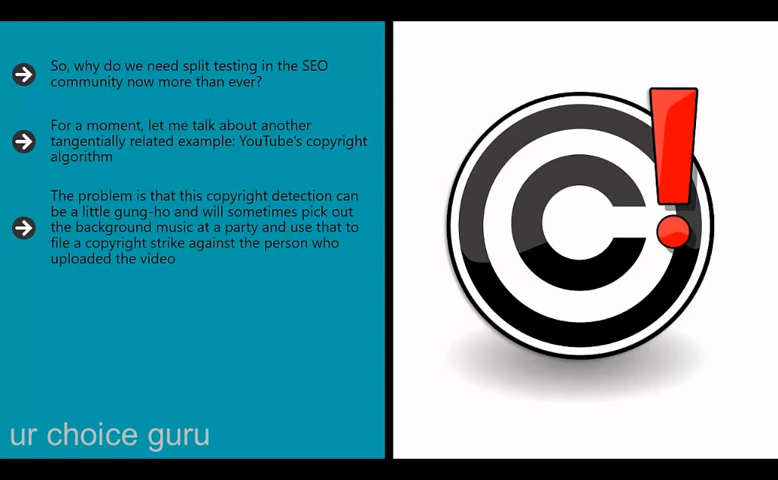 So, why do we need split testing in the SEO
community now more than ever?
For a moment, let me talk about another
tangentially related example: YouTube's copyright
algorithm
The problem is that this copyright detection can
be a little gung-ho and will sometimes pick out
the background music at a party and use that to
file a copyright strike against the person who
uploaded the video
ur choice guru